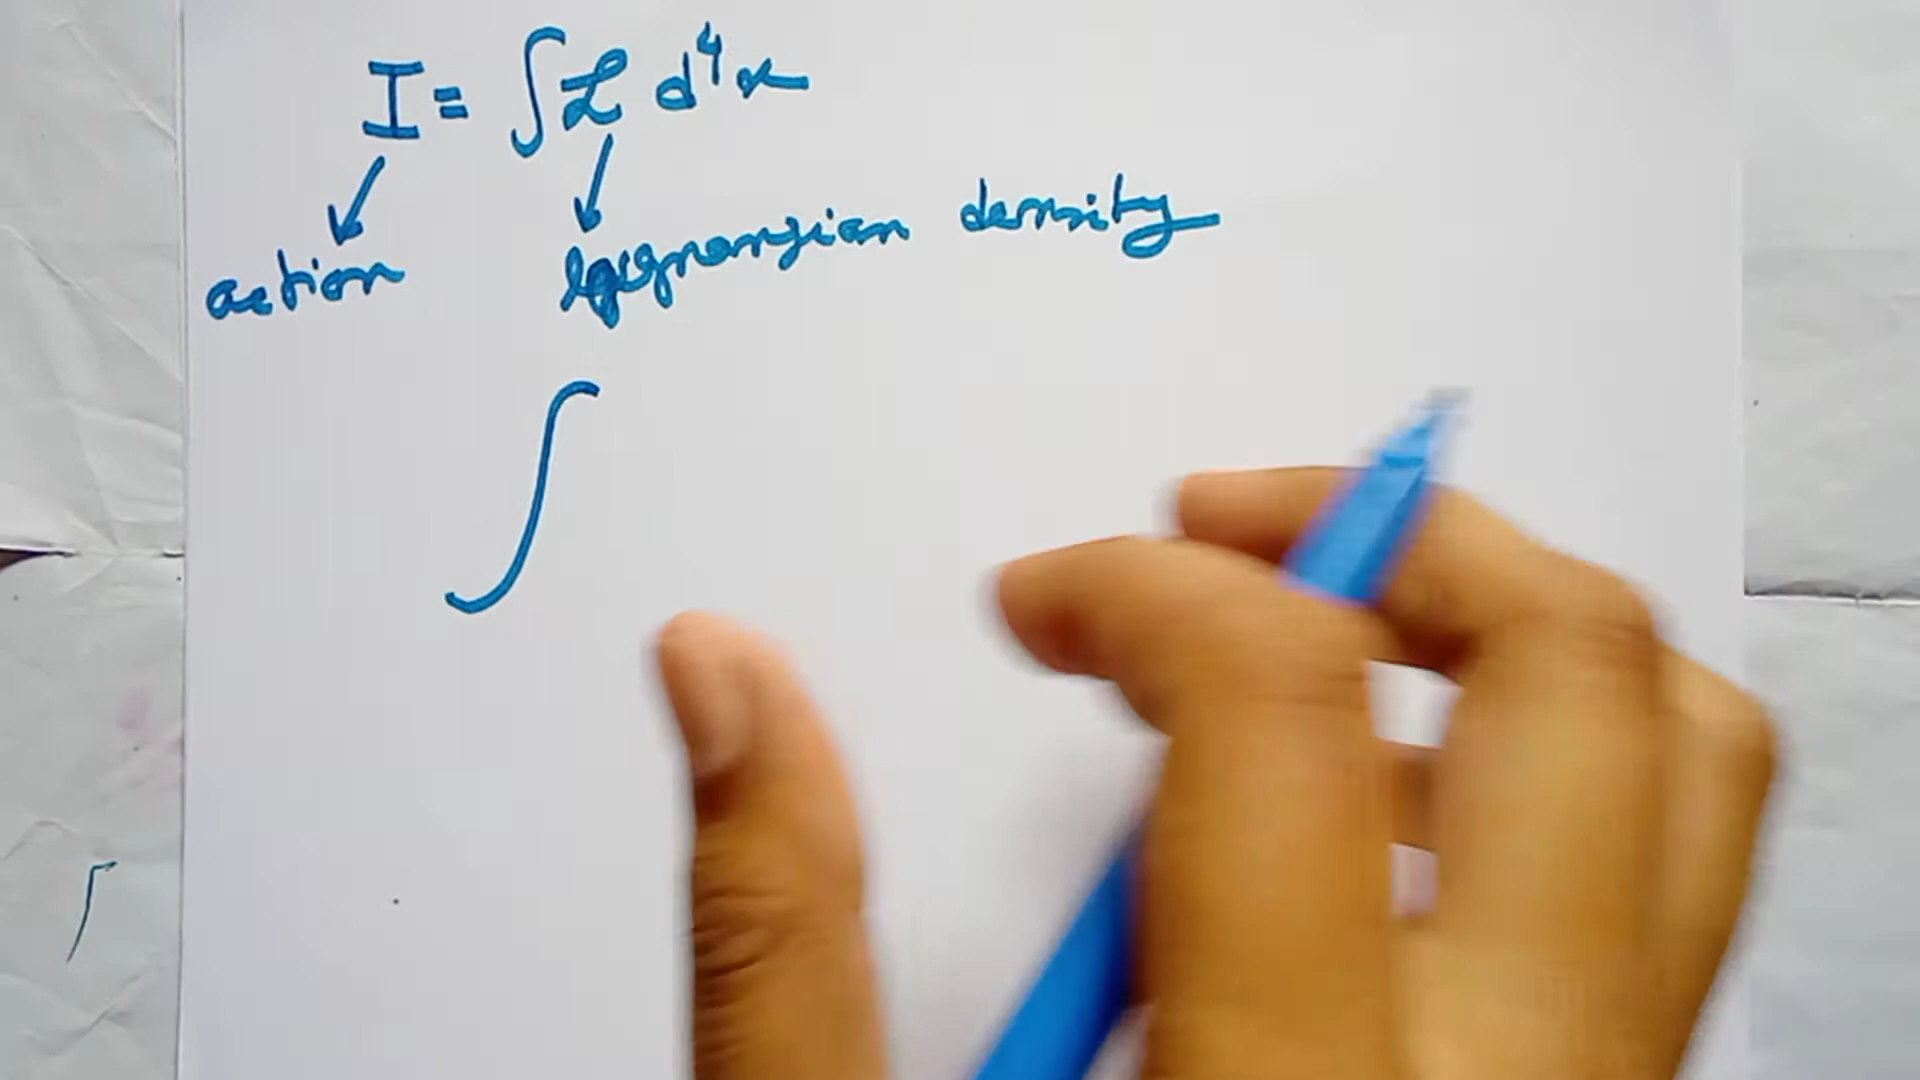 I = ∫ ℒ d⁴x
action
lagrangian density
∫